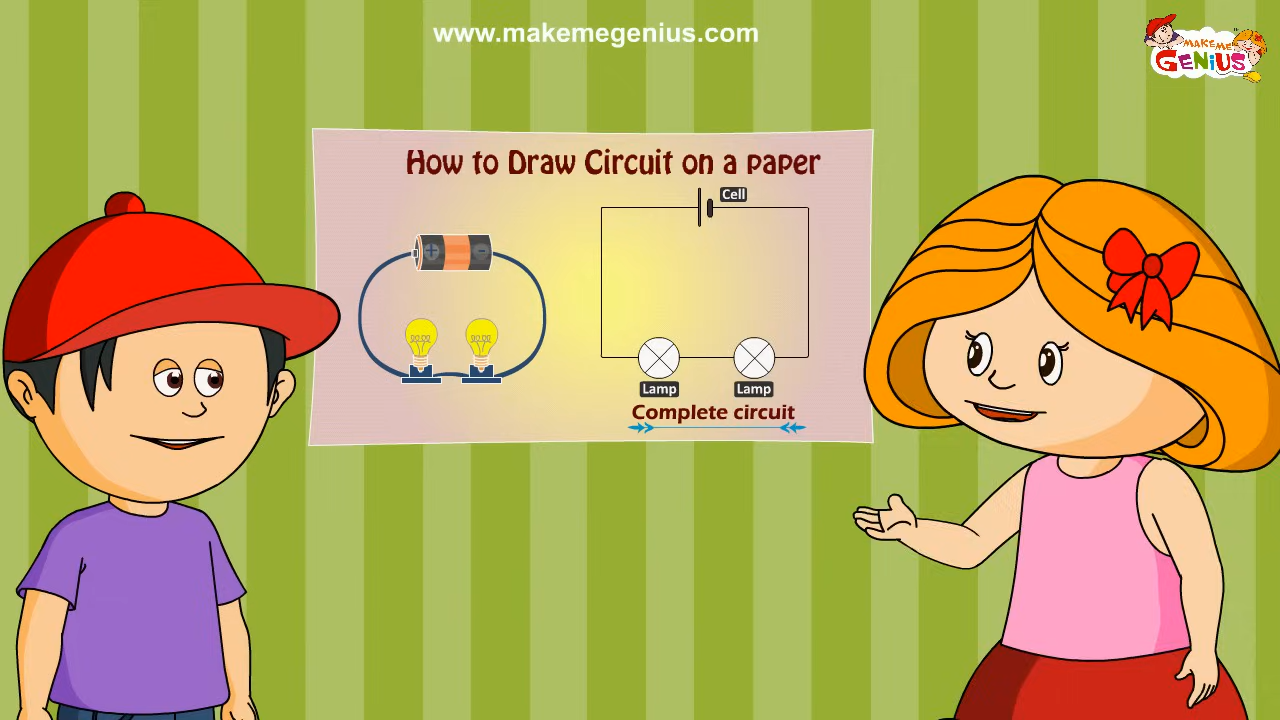 www.makemegenius.com
MAKE ME
GENIUS
How to Draw Circuit on a paper
Cell
+ -
Lamp Lamp
Complete circuit